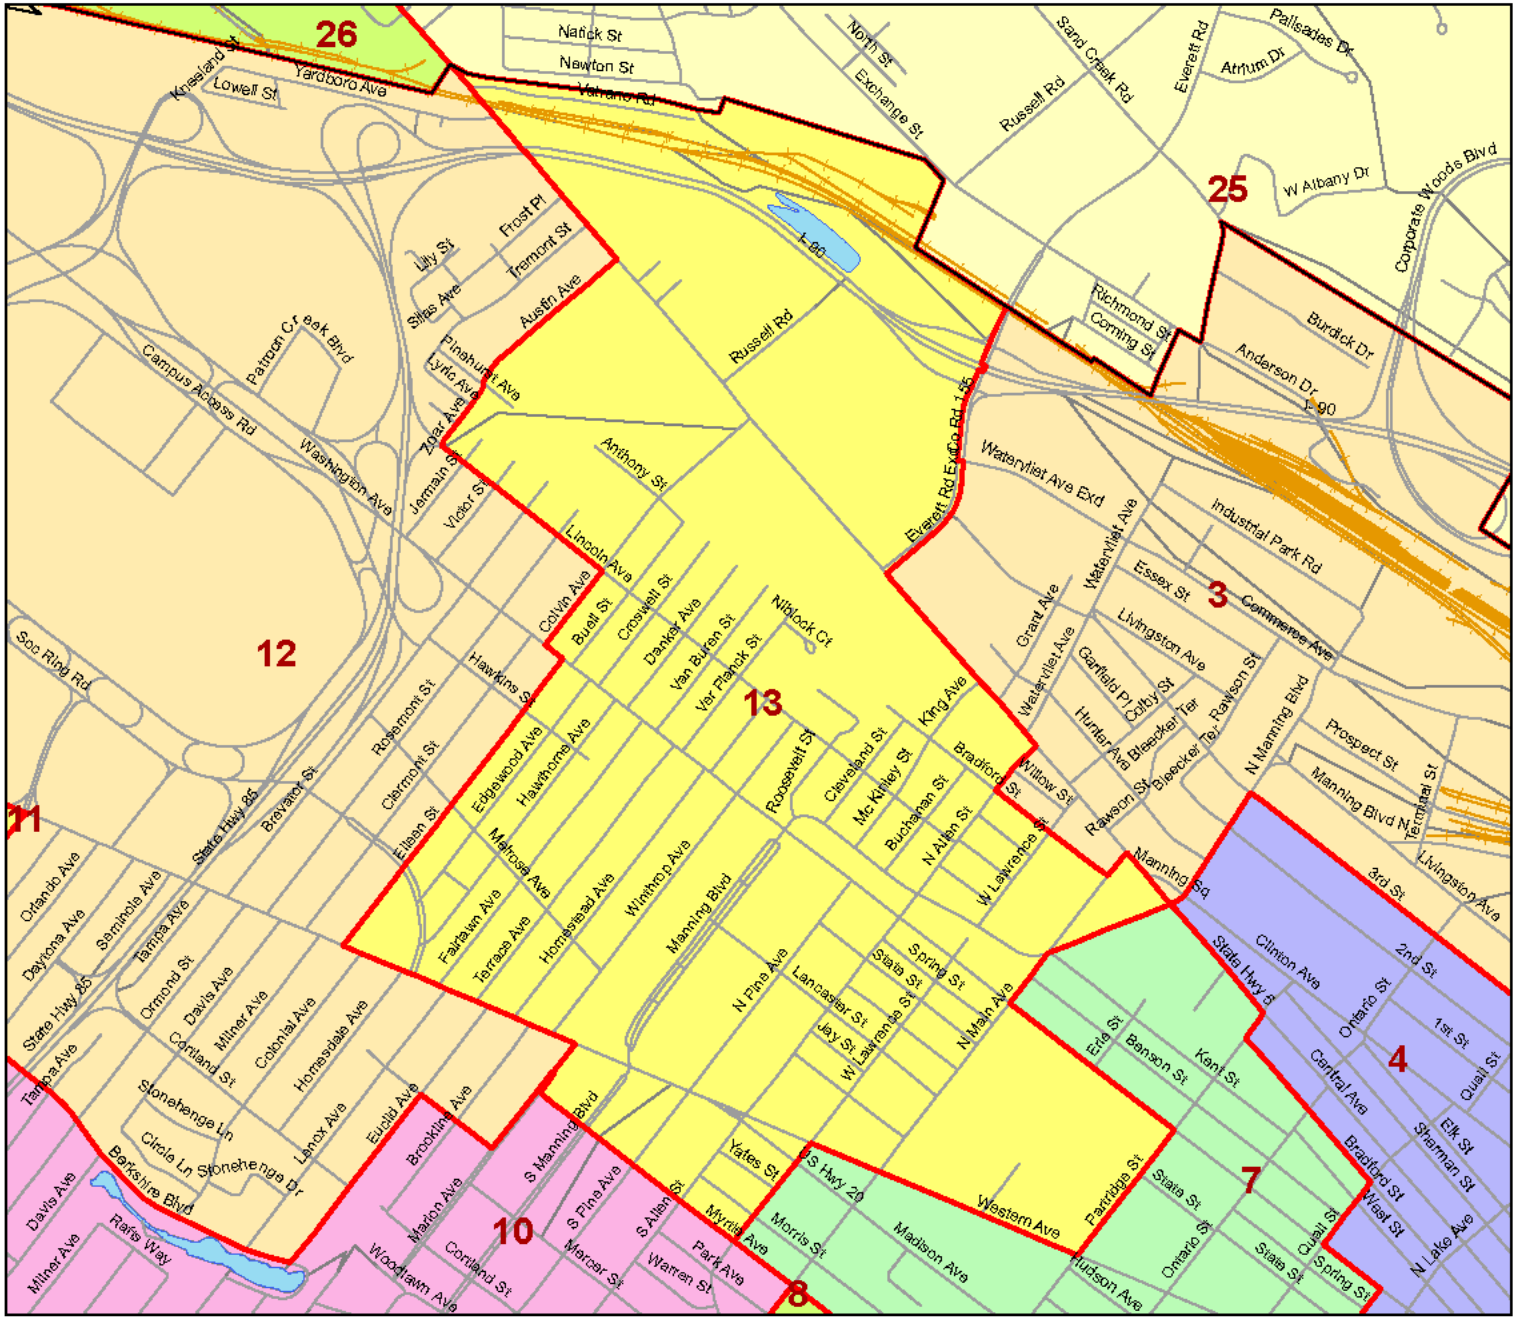 26
Natick St
Newton St
North St
Sand Creek Rd
Everett Rd
Palisades Dr
Atrium Dr
Kneeland St
Lowell St
Yardboro Ave
Vatrano Rd
Exchange St
Russell Rd
25
W Albany Dr
Corporate Woods Blvd
Frost Pl
Tremont St
Lily St
Silas Ave
Austin Ave
I-90
Richmond St
Corning St
Burdick Dr
Anderson Dr
I-90
Patroon Creek Blvd
Campus Access Rd
Pinehurst Ave
Lyric Ave
Zoar Ave
Russell Rd
Everett Rd Ext
Co Rd 155
Washington Ave
Jermain St
Victor St
Anthony St
Watervliet Ave Exd
Watervliet Ave
Industrial Park Rd
Lincoln Ave
Colvin Ave
Buell St
Croswell St
Danker Ave
Van Buren St
Ver Planck St
Niblock Ct
Grant Ave
Essex St
3
Commerce Ave
Livingston Ave
Soc Ring Rd
12
Hawkins St
Rosemont St
Clermont St
13
King Ave
Watervliet Ave
Garfield Pl
Colby St
Hunter Ave
Bleecker Ter
Bleecker Ter
Rawson St
N Manning Blvd
Prospect St
Manning Blvd N
Terminal St
Edgewood Ave
Hawthorne Ave
Roosevelt St
Cleveland St
Mc Kinley St
Buchanan St
Bradford St
Willow St
Rawson St
11
State Hwy 85
Brevator St
Eileen St
Melrose Ave
N Allen St
W Lawrence St
Manning Sq
3rd St
Livingston Ave
Orlando Ave
Daytona Ave
Seminole Ave
Tampa Ave
Fairlawn Ave
Terrace Ave
Homestead Ave
Winthrop Ave
Manning Blvd
N Pine Ave
State St
Spring St
Lancaster St
Jay St
W Lawrence St
N Main Ave
State Hwy 5
Clinton Ave
2nd St
Ontario St
1st St
State Hwy 85
Ormond St
Davis Ave
Milner Ave
Colonial Ave
Homesdale Ave
Cortland St
Erie St
Benson St
Kent St
Central Ave
4
Quail St
Tampa Ave
Stonehenge Ln
Circle Ln
Stonehenge Dr
Lenox Ave
Euclid Ave
Brookline Ave
S Manning Blvd
Yates St
US Hwy 20
Elk St
Sherman St
Bradford St
West St
7
Berkshire Blvd
Davis Ave
Rafts Way
Milner Ave
Marion Ave
10
S Pine Ave
S Allen St
Myrtle Ave
Morris St
Madison Ave
Western Ave
Partridge St
State St
Ontario St
Quail St
State St
Spring St
N Lake Ave
Woodlawn Ave
Cortland St
Mercer St
Warren St
Park Ave
8
Hudson Ave